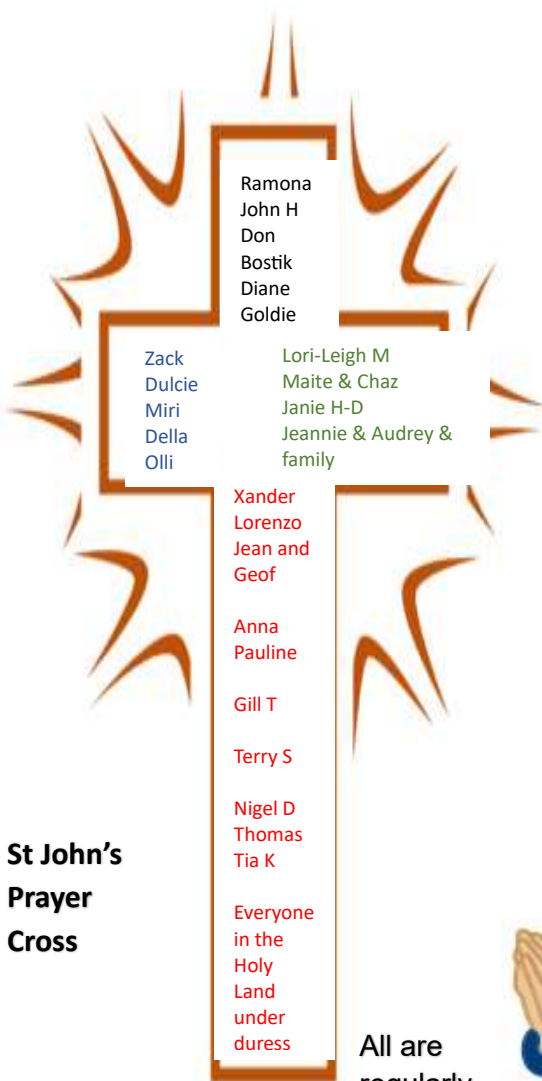 Ramona
John H
Don
Bostik
Diane
Goldie
Zack
Dulcie
Miri
Della
Olli
Lori-Leigh M
Maite & Chaz
Janie H-D
Jeannie & Audrey &
family
Xander
Lorenzo
Jean and
Geof
Anna
Pauline
Gill T
Terry S
Nigel D
Thomas
Tia K
Everyone
in the
Holy
Land
under
duress
St John’s
Prayer
Cross
All are
regularly